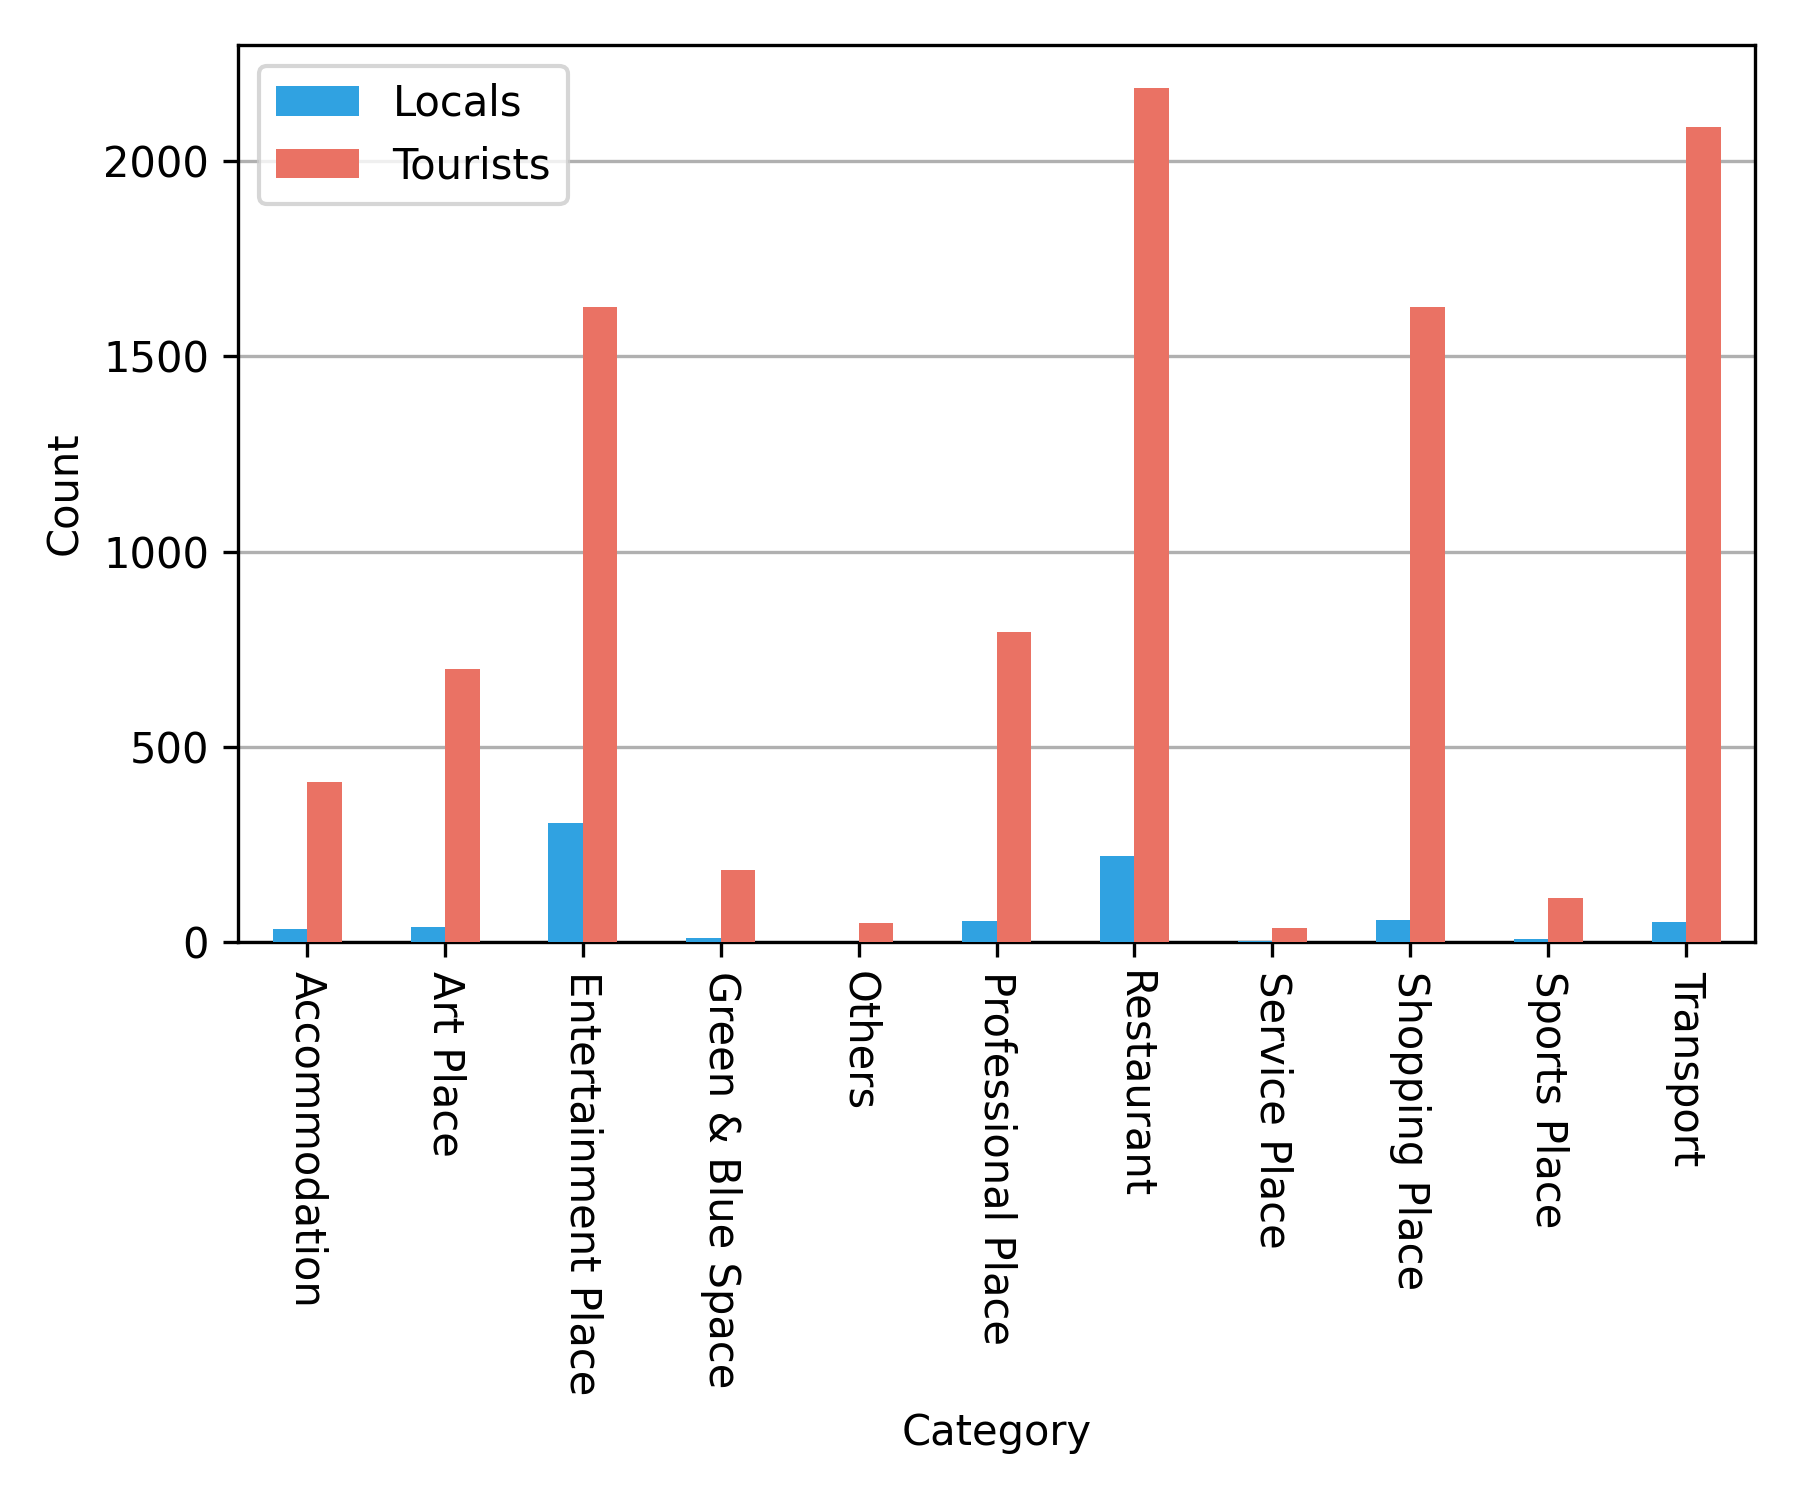 Locals
Tourists
2000
1500
1000
500
0
Count
Accommodation
Art Place
Entertainment Place
Green & Blue Space
Others
Professional Place
Restaurant
Service Place
Shopping Place
Sports Place
Transport
Category